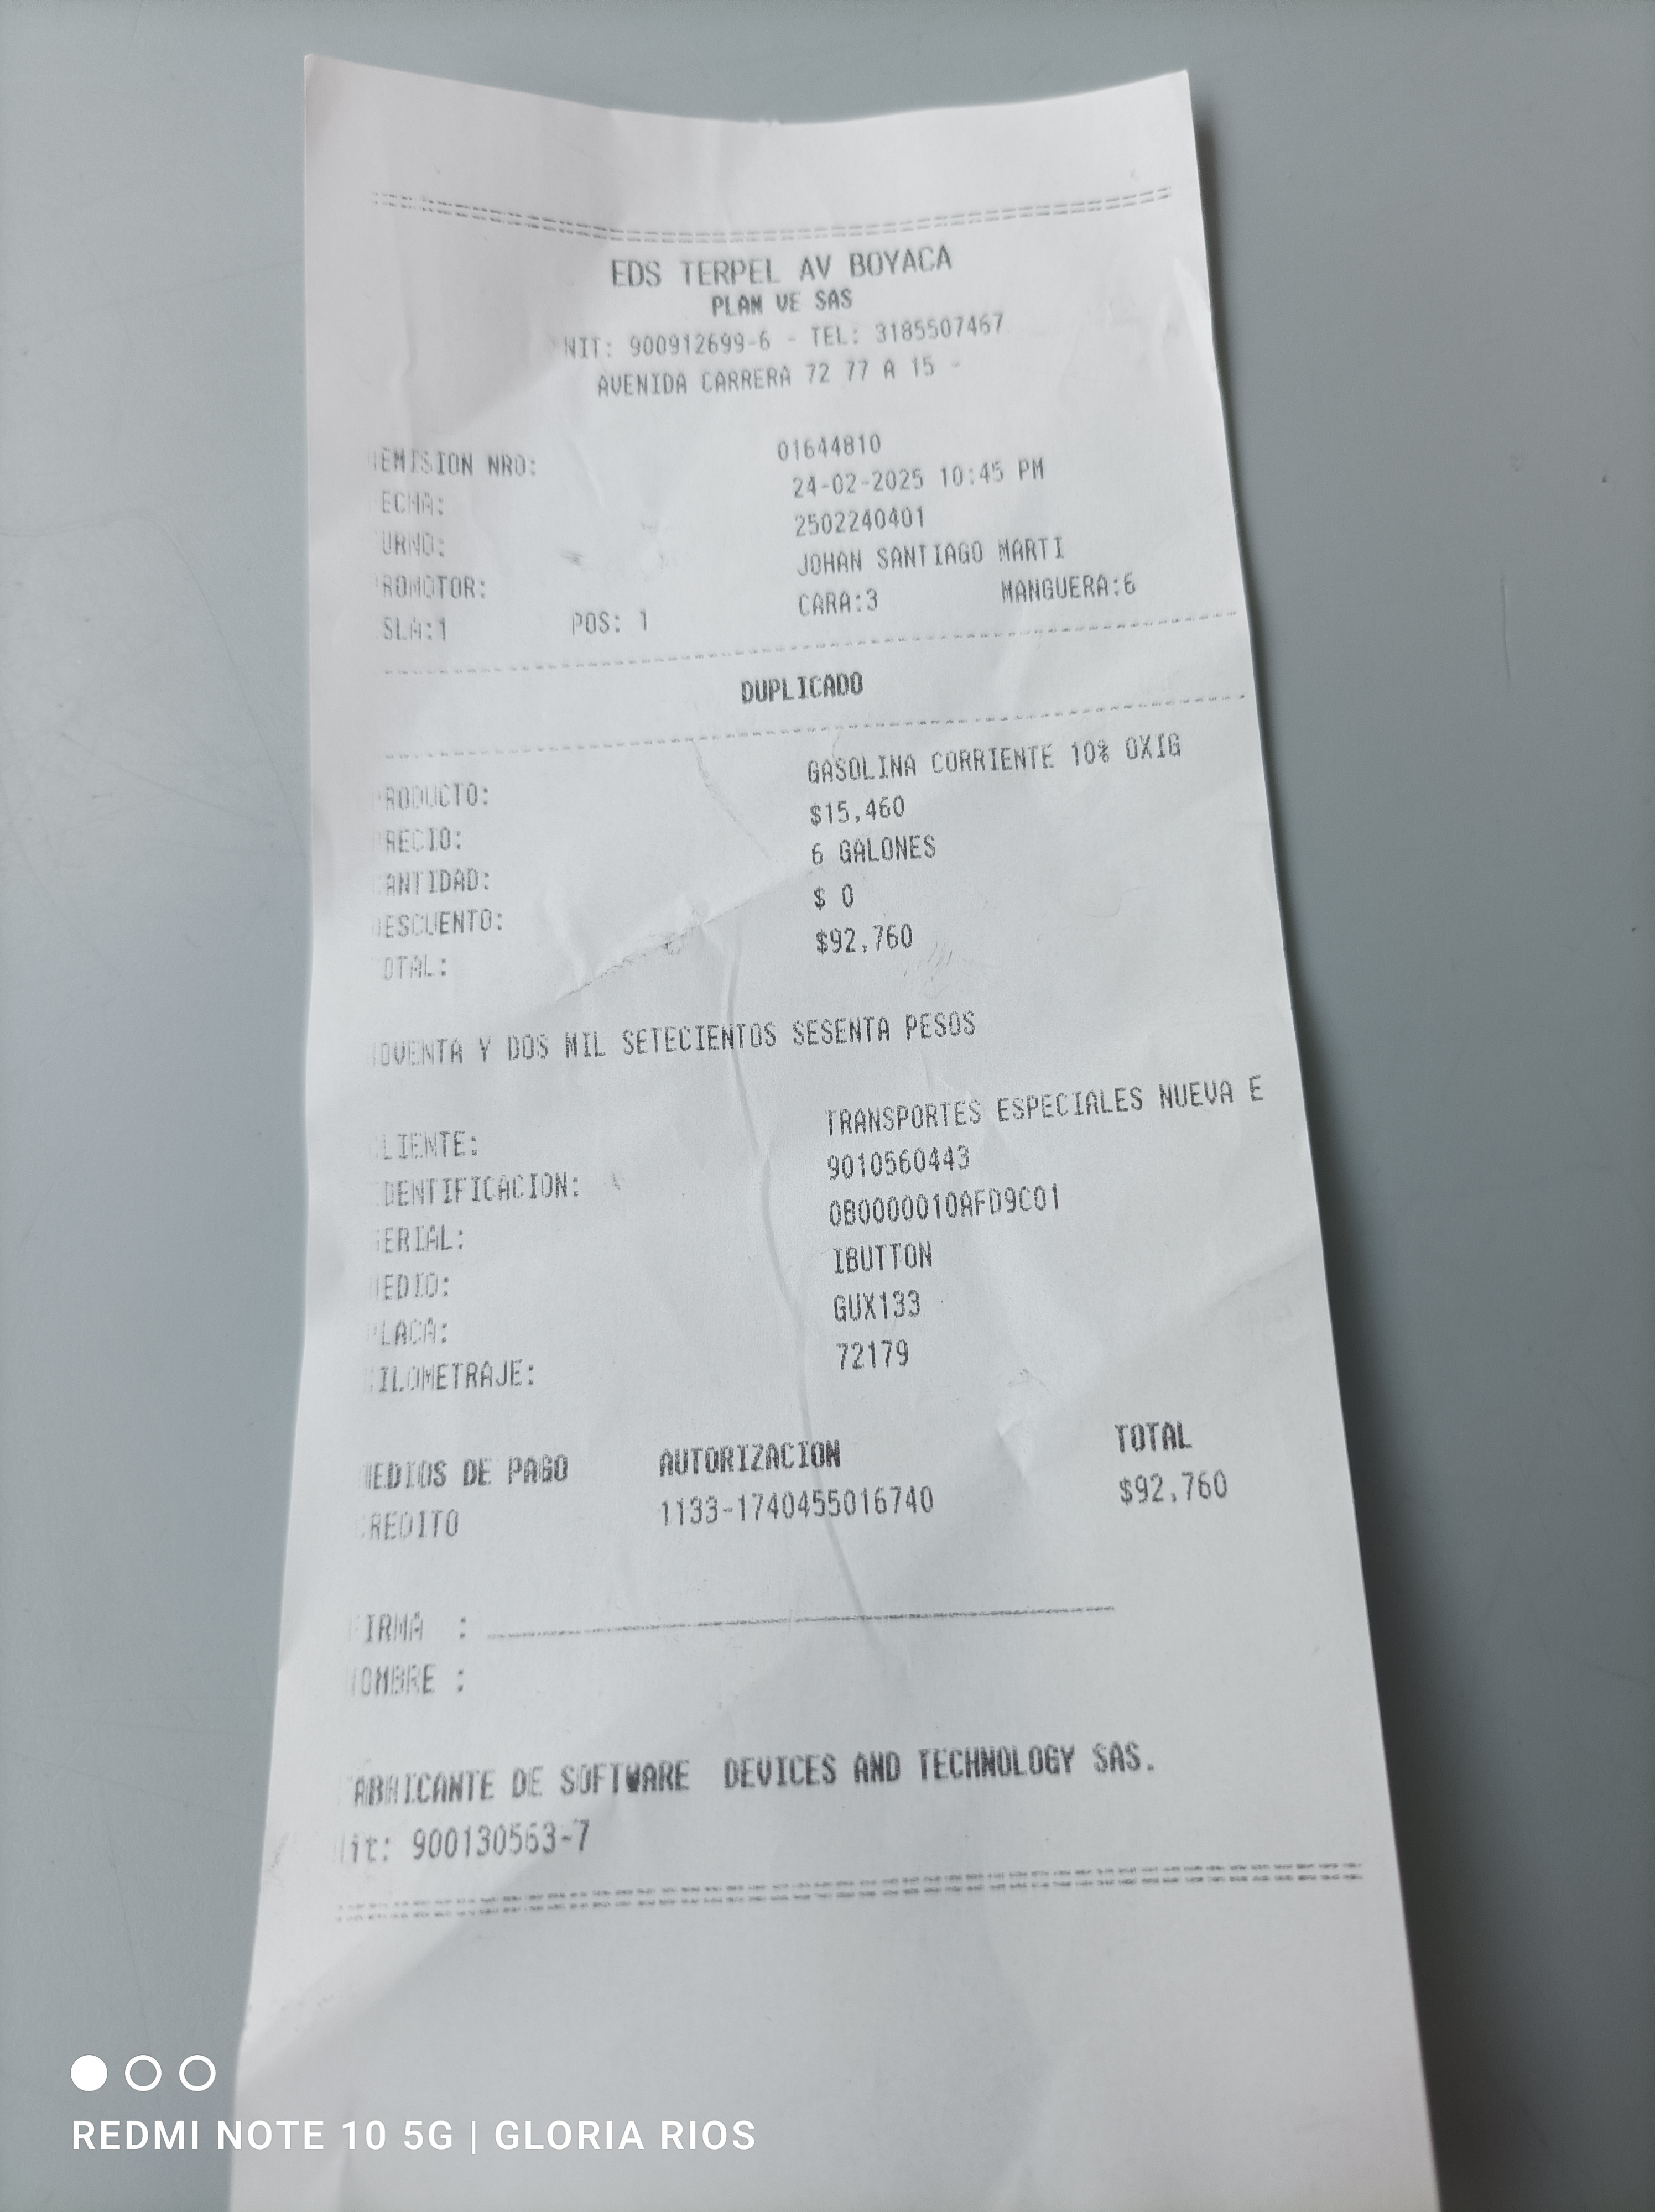 EDS TERPEL AV BOYACA
PLAN VE SAS
NIT: 900912699-6 - TEL: 3185507467
AVENIDA CARRERA 72 77 A 15 -
EMISION NRO: 01644810
ECHA: 24-02-2025 10:45 PM
URNO: 2502240401
ROMOTOR: JOHAN SANTIAGO MARTI
SLA:1 POS: 1 CARA:3 MANGUERA:6
DUPLICADO
RODUCTO: GASOLINA CORRIENTE 10% OXIG
RECIO: $15,460
ANTIDAD: 6 GALONES
ESCUENTO: $ 0
OTAL: $92,760
OVENTA Y DOS MIL SETECIENTOS SESENTA PESOS
LIENTE: TRANSPORTES ESPECIALES NUEVA E
DENTIFICACION: 9010560443
ERIAL: 0B0000010AFD9C01
EDIO: IBUTTON
LACA: GUX133
ILOMETRAJE: 72179
EDIOS DE PAGO AUTORIZACION TOTAL
REDITO 1133-1740455016740 $92,760
IRMA :
OMBRE :
ABRICANTE DE SOFTWARE DEVICES AND TECHNOLOGY SAS.
Nit: 900130563-7
REDMI NOTE 10 5G | GLORIA RIOS